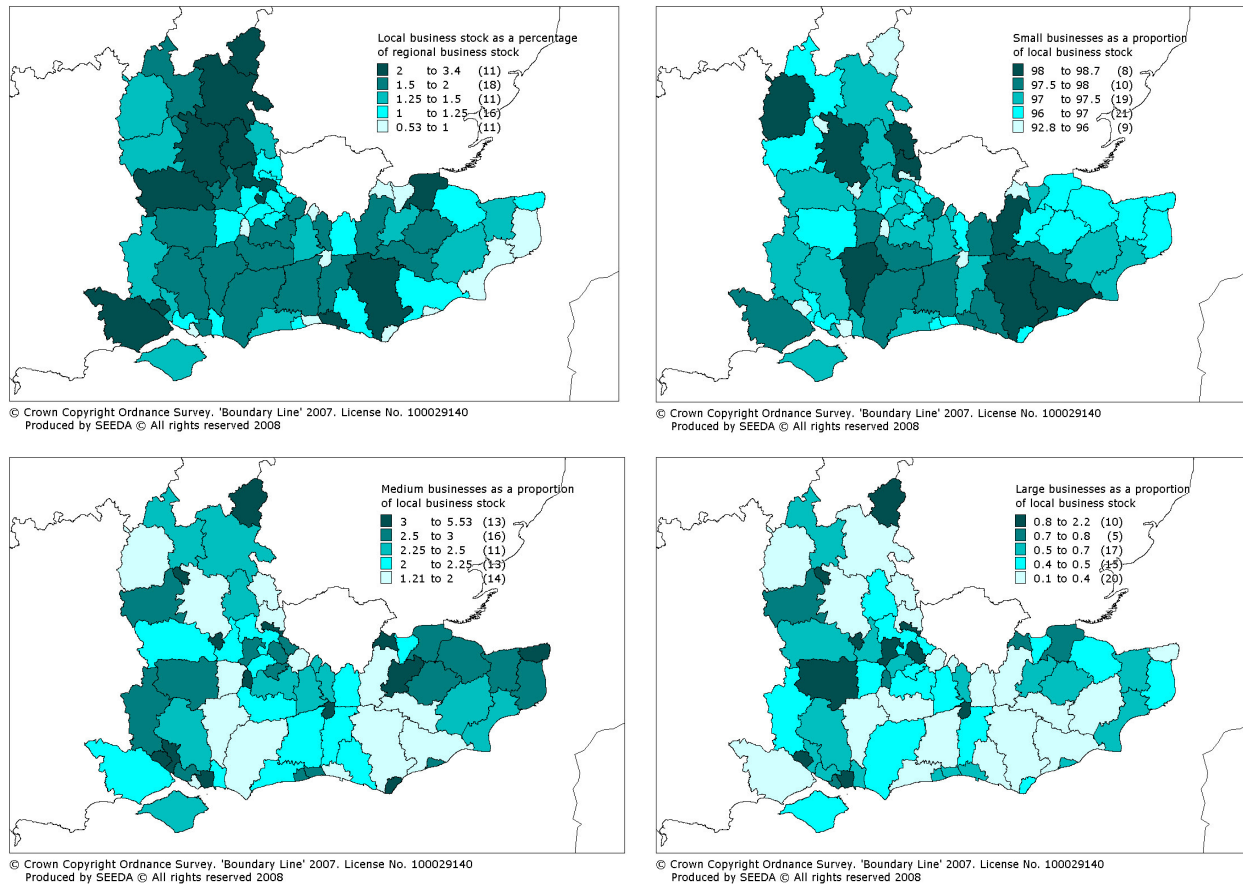 Local business stock as a percentage
of regional business stock
2 to 3.4 (11)
1.5 to 2 (18)
1.25 to 1.5 (11)
1 to 1.25 (16)
0.53 to 1 (11)
© Crown Copyright Ordnance Survey. 'Boundary Line' 2007. License No. 100029140
Produced by SEEDA © All rights reserved 2008
Small businesses as a proportion
of local business stock
98 to 98.7 (8)
97.5 to 98 (10)
97 to 97.5 (19)
96 to 97 (21)
92.8 to 96 (9)
© Crown Copyright Ordnance Survey. 'Boundary Line' 2007. License No. 100029140
Produced by SEEDA © All rights reserved 2008
Medium businesses as a proportion
of local business stock
3 to 5.53 (13)
2.5 to 3 (16)
2.25 to 2.5 (11)
2 to 2.25 (13)
1.21 to 2 (14)
© Crown Copyright Ordnance Survey. 'Boundary Line' 2007. License No. 100029140
Produced by SEEDA © All rights reserved 2008
Large businesses as a proportion
of local business stock
0.8 to 2.2 (10)
0.7 to 0.8 (5)
0.5 to 0.7 (17)
0.4 to 0.5 (15)
0.1 to 0.4 (20)
© Crown Copyright Ordnance Survey. 'Boundary Line' 2007. License No. 100029140
Produced by SEEDA © All rights reserved 2008